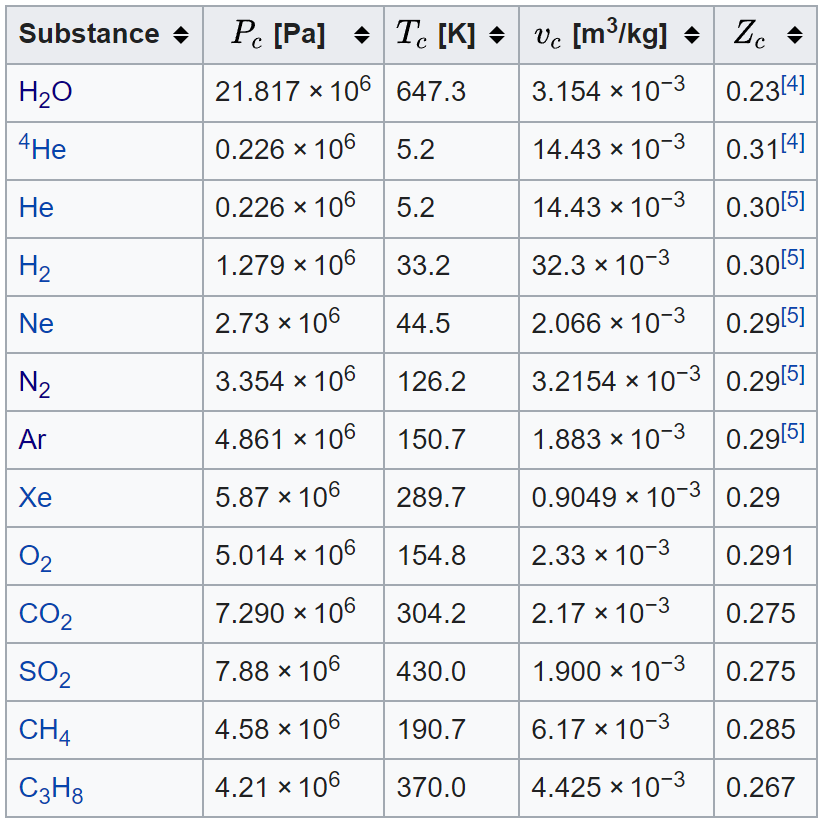 Substance P_c [Pa] T_c [K] v_c [m³/kg] Z_c
H₂O 21.817 × 10⁶ 647.3 3.154 × 10⁻³ 0.23[4]
⁴He 0.226 × 10⁶ 5.2 14.43 × 10⁻³ 0.31[4]
He 0.226 × 10⁶ 5.2 14.43 × 10⁻³ 0.30[5]
H₂ 1.279 × 10⁶ 33.2 32.3 × 10⁻³ 0.30[5]
Ne 2.73 × 10⁶ 44.5 2.066 × 10⁻³ 0.29[5]
N₂ 3.354 × 10⁶ 126.2 3.2154 × 10⁻³ 0.29[5]
Ar 4.861 × 10⁶ 150.7 1.883 × 10⁻³ 0.29[5]
Xe 5.87 × 10⁶ 289.7 0.9049 × 10⁻³ 0.29
O₂ 5.014 × 10⁶ 154.8 2.33 × 10⁻³ 0.291
CO₂ 7.290 × 10⁶ 304.2 2.17 × 10⁻³ 0.275
SO₂ 7.88 × 10⁶ 430.0 1.900 × 10⁻³ 0.275
CH₄ 4.58 × 10⁶ 190.7 6.17 × 10⁻³ 0.285
C₃H₈ 4.21 × 10⁶ 370.0 4.425 × 10⁻³ 0.267